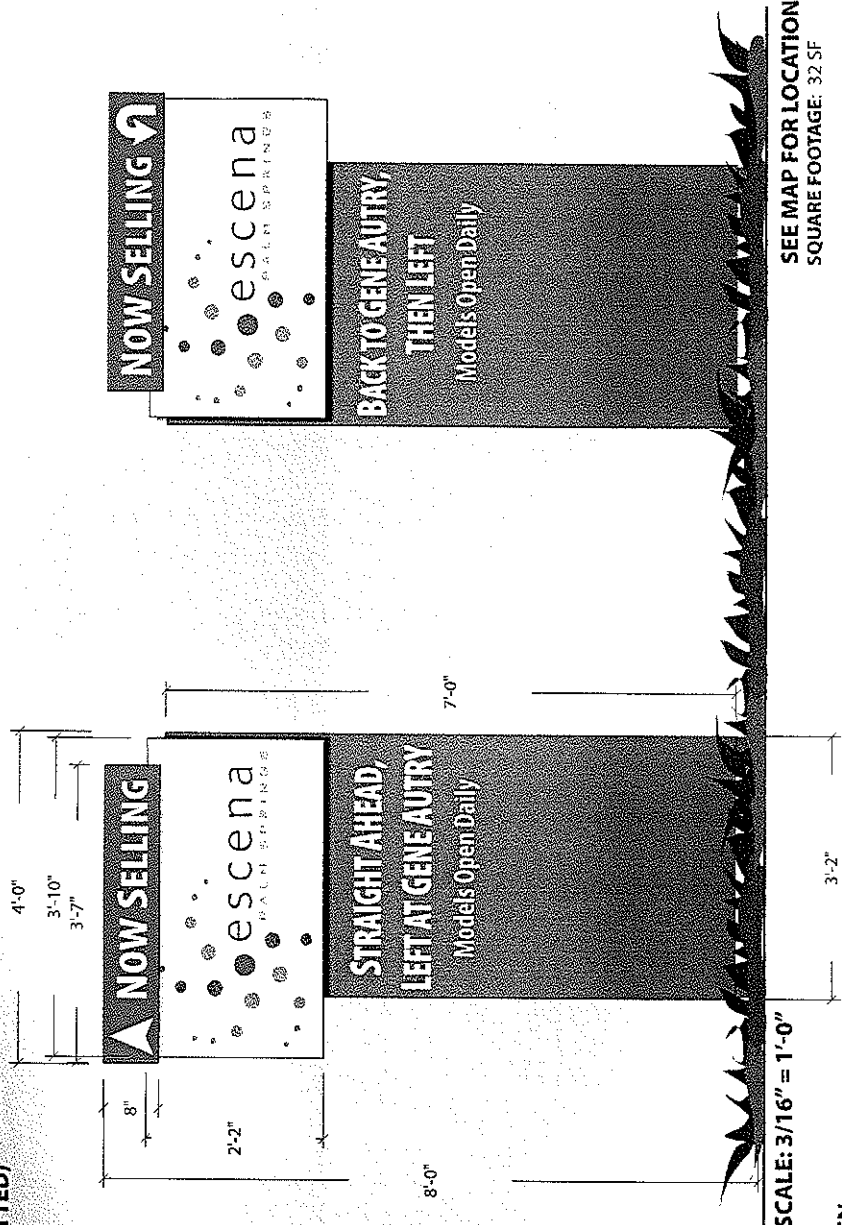 TTED)
4'-0"
3'-10"
3'-7"
NOW SELLING
escena
PALM SPRINGS
STRAIGHT AHEAD,
LEFT AT GENE AUTRY
Models Open Daily
8"
2'-2"
8'-0"
7'-0"
3'-2"
NOW SELLING
escena
PALM SPRINGS
BACK TO GENE AUTRY,
THEN LEFT
Models Open Daily
SCALE: 3/16" = 1'-0"
SEE MAP FOR LOCATION
SQUARE FOOTAGE: 32 SF